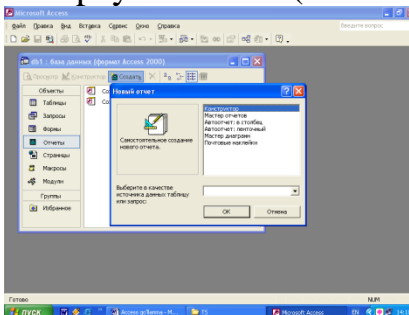 Microsoft Access
Файл Правка Вид Вставка Сервис Окно Справка
Введите вопрос
db1 : база данных (формат Access 2000)
Просмотр Конструктор Создать
Объекты
Таблицы
Запросы
Формы
Отчеты
Страницы
Макросы
Модули
Группы
Избранное
Новый отчет
Самостоятельное создание
нового отчета.
Конструктор
Мастер отчетов
Автоотчет: в столбец
Автоотчет: ленточный
Мастер диаграмм
Почтовые наклейки
Выберите в качестве
источника данных таблицу
или запрос:
ОК Отмена
Готово NUM
пуск Microsoft Access EN